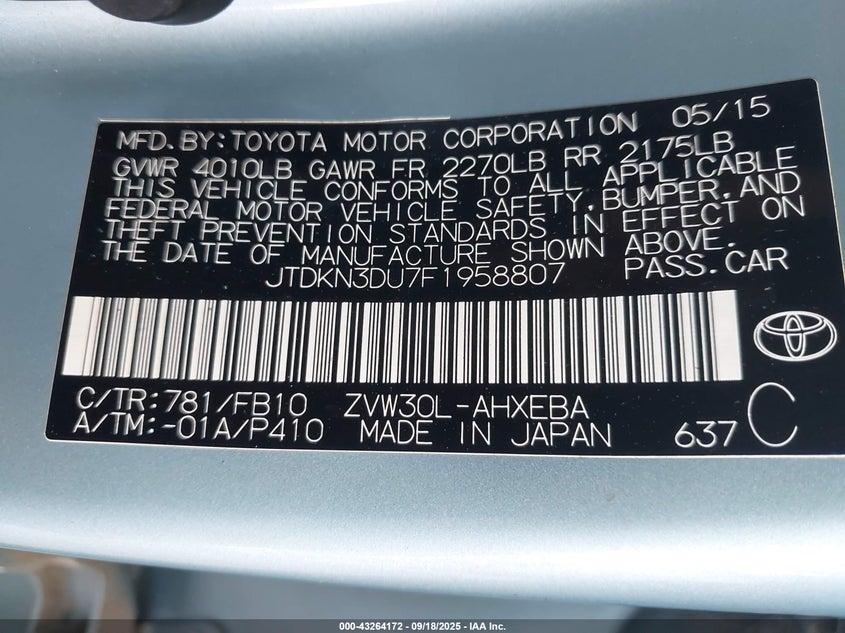 MFD.BY:TOYOTA MOTOR CORPORATION 05/15
GVWR 4010LB GAWR FR 2270LB RR 2175LB
THIS VEHICLE CONFORMS TO ALL APPLICABLE
FEDERAL MOTOR VEHICLE SAFETY,BUMPER,AND
THEFT PREVENTION STANDARDS IN EFFECT ON
THE DATE OF MANUFACTURE SHOWN ABOVE.
JTDKN3DU7F1958807 PASS.CAR
C/TR:781/FB10 ZVW30L-AHXEBA
A/TM:-01A/P410 MADE IN JAPAN 637 C
000-43264172 - 09/18/2025 - IAA Inc.